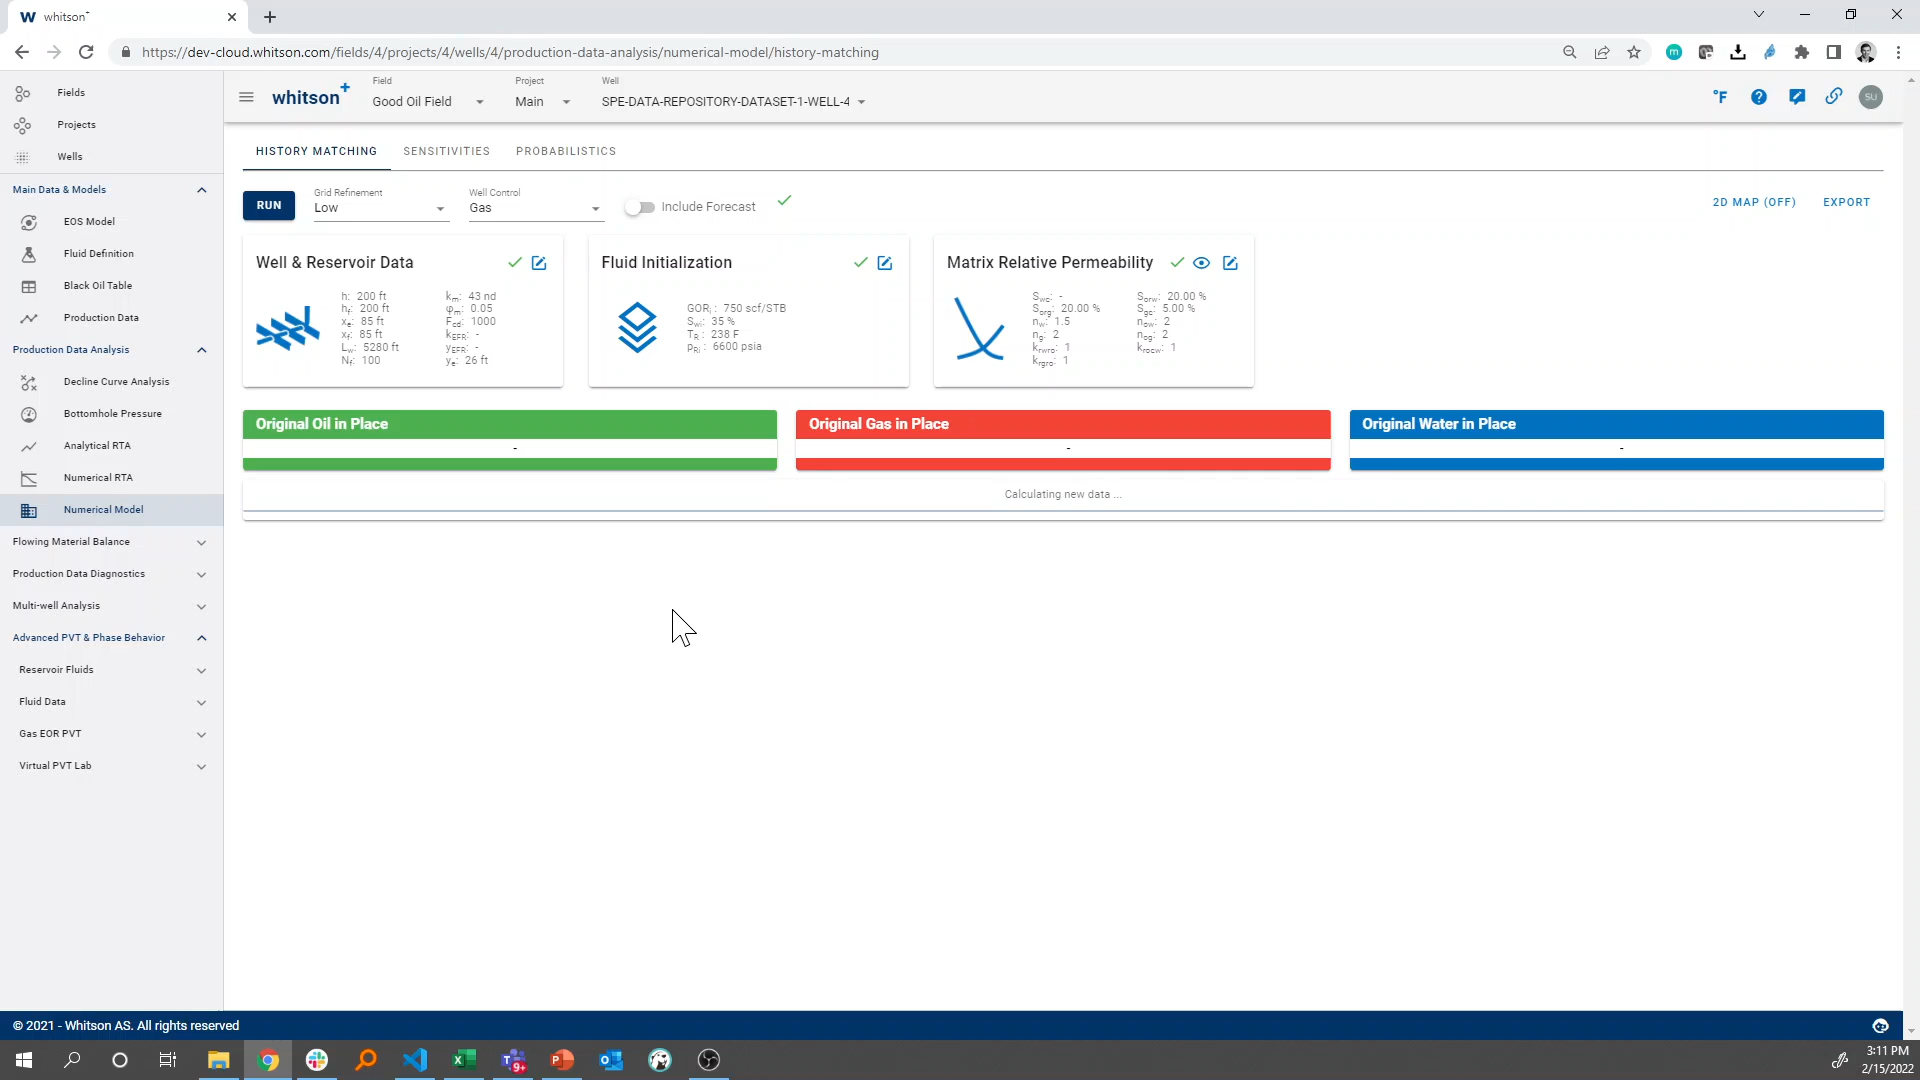 whitson+
https://dev-cloud.whitson.com/fields/4/projects/4/wells/4/production-data-analysis/numerical-model/history-matching
Fields
Projects
Wells
Main Data & Models
EOS Model
Fluid Definition
Black Oil Table
Production Data
Production Data Analysis
Decline Curve Analysis
Bottomhole Pressure
Analytical RTA
Numerical RTA
Numerical Model
Flowing Material Balance
Production Data Diagnostics
Multi-well Analysis
Advanced PVT & Phase Behavior
Reservoir Fluids
Fluid Data
Gas EOR PVT
Virtual PVT Lab
whitson+
Field
Good Oil Field
Project
Main
Well
SPE-DATA-REPOSITORY-DATASET-1-WELL-4
°F
SU
HISTORY MATCHING SENSITIVITIES PROBABILISTICS
RUN
Grid Refinement
Low
Well Control
Gas
Include Forecast
2D MAP (OFF) EXPORT
Well & Reservoir Data
h: 200 ft
hf: 200 ft
xe: 85 ft
xf: 85 ft
Lw: 5280 ft
Nf: 100
km: 43 nd
φm: 0.05
Fcd: 1000
kEFR: -
yEFR: -
ye: 26 ft
Fluid Initialization
GORi: 750 scf/STB
Swi: 35 %
TR: 238 F
pRi: 6600 psia
Matrix Relative Permeability
Swc: -
Sorg: 20.00 %
nw: 1.5
ng: 2
krwro: 1
krgro: 1
Sorw: 20.00 %
Sgc: 5.00 %
now: 2
nog: 2
krocw: 1
Original Oil in Place
-
Original Gas in Place
-
Original Water in Place
-
Calculating new data ...
© 2021 - Whitson AS. All rights reserved
9+
3:11 PM
2/15/2022